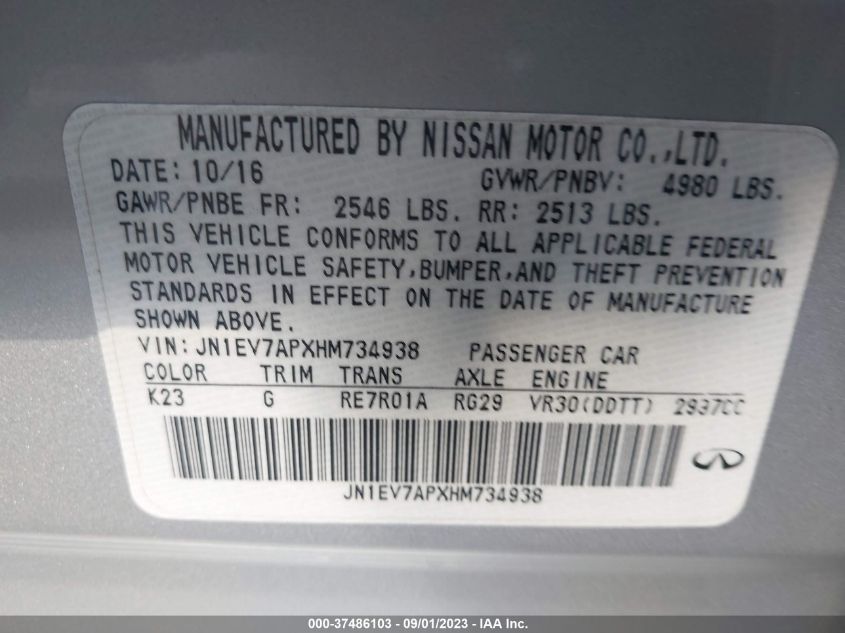 MANUFACTURED BY NISSAN MOTOR CO.,LTD.
DATE: 10/16 GVWR/PNBV: 4980 LBS.
GAWR/PNBE FR: 2546 LBS. RR: 2513 LBS.
THIS VEHICLE CONFORMS TO ALL APPLICABLE FEDERAL
MOTOR VEHICLE SAFETY,BUMPER,AND THEFT PREVENTION
STANDARDS IN EFFECT ON THE DATE OF MANUFACTURE
SHOWN ABOVE.
VIN: JN1EV7APXHM734938 PASSENGER CAR
COLOR TRIM TRANS AXLE ENGINE
K23 G RE7R01A RG29 VR30(DDTT) 2997CC
JN1EV7APXHM734938
000-37486103 - 09/01/2023 - IAA Inc.